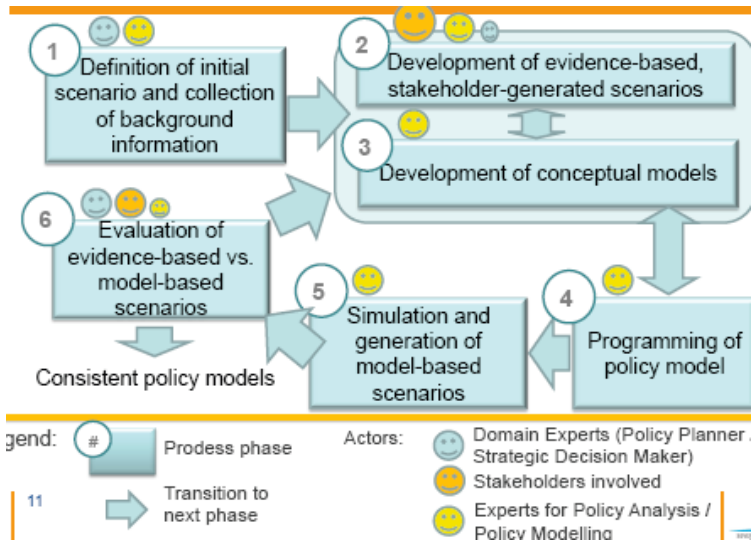 1
Definition of initial
scenario and collection
of background
information
2
Development of evidence-based,
stakeholder-generated scenarios
3
Development of conceptual models
6
Evaluation of
evidence-based vs.
model-based
scenarios
5
Simulation and
generation of
model-based
scenarios
4
Programming of
policy model
Consistent policy models
gend:
#
Prodess phase
Transition to
next phase
Actors:
Domain Experts (Policy Planner
Strategic Decision Maker)
Stakeholders involved
Experts for Policy Analysis /
Policy Modelling
11